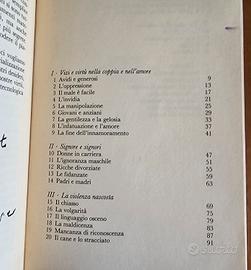 I - Vizi e virtù nella coppia e nell'amore
1 Avidi e generosi 9
2 L'oppressione 13
3 Il male è facile 17
4 L'invidia 21
5 La manipolazione 25
6 Giovani e anziani 31
7 La gentilezza e la gelosia 33
8 L'infatuazione e l'amore 37
9 La fine dell'innamoramento 41
II - Signore e signori
10 Donne in carriera 47
11 L'ignoranza maschile 51
12 Ricche divorziate 55
13 Le fidanzate 59
14 Padri e madri 63
III - La violenza nascosta
15 Il chiasso 69
16 La volgarità 75
17 Il linguaggio osceno 79
18 La maldicenza 83
19 Mancanza di riconoscenza 87
20 Il cane e lo stracciato 91